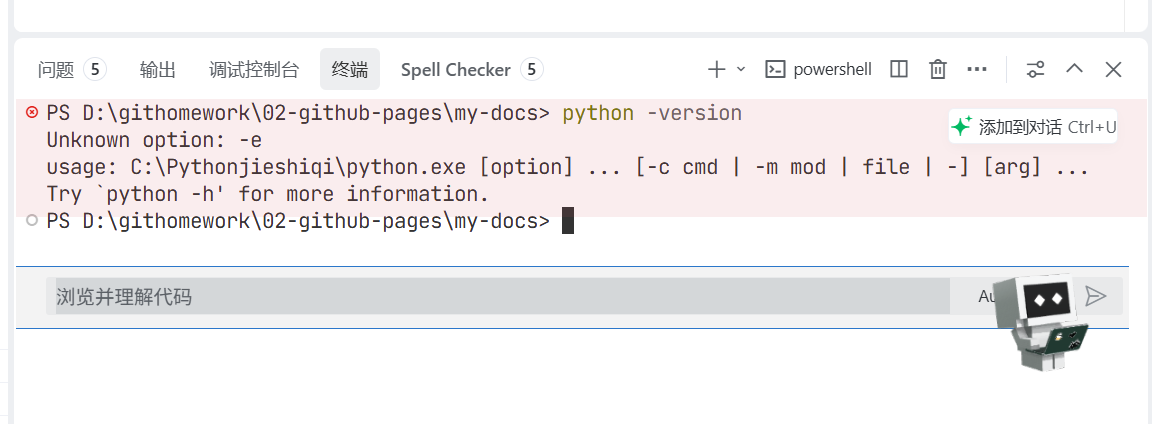 问题 5 输出 调试控制台 终端 Spell Checker 5 powershell
PS D:\githomework\02-github-pages\my-docs> python -version
添加到对话 Ctrl+U
Unknown option: -e
usage: C:\Pythonjieshiqi\python.exe [option] ... [-c cmd | -m mod | file | -] [arg] ...
Try `python -h' for more information.
PS D:\githomework\02-github-pages\my-docs>
浏览并理解代码